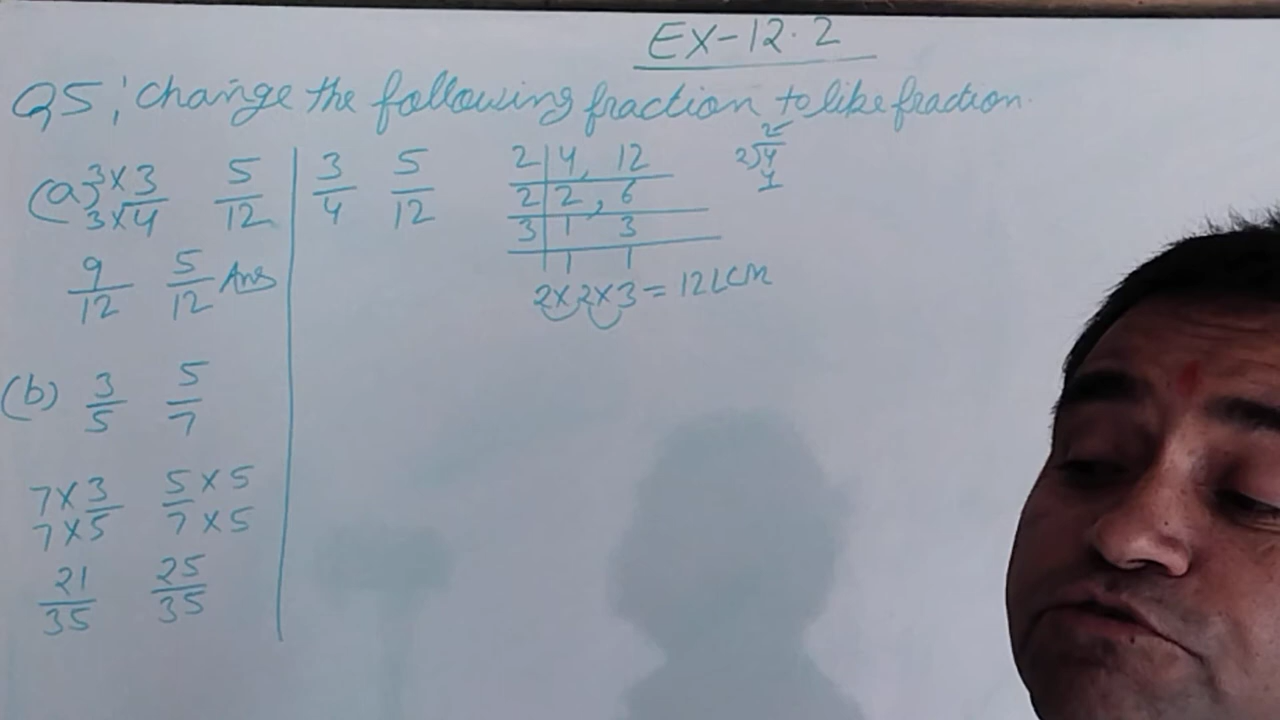 EX-12.2
Q5; Change the following fraction to like fraction.
(a) 3×3/3×4 5/12
9/12 5/12 Ans
(b) 3/5 5/7
7×3/7×5 5×5/7×5
21/35 25/35
3/4 5/12
2|4, 12
2|2, 6
3|1 3
|1 1
2×2×3=12LCM
2
2)4